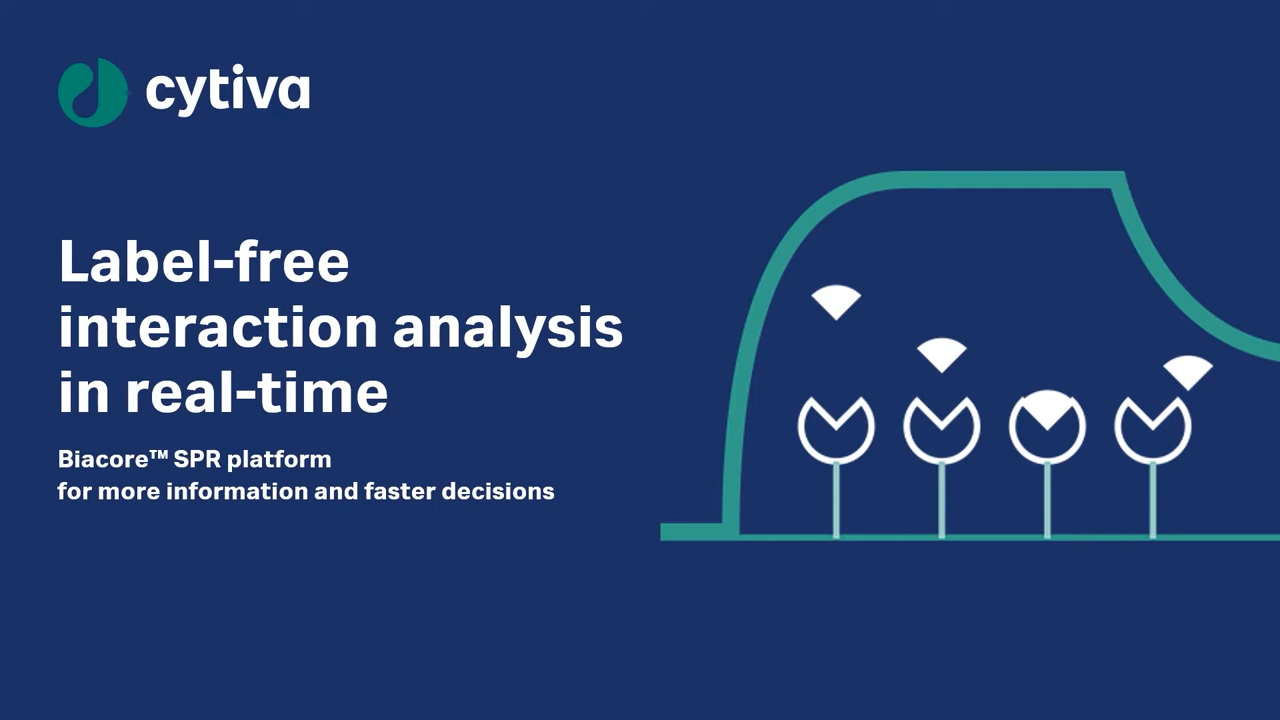 cytiva
Label-free
interaction analysis
in real-time
Biacore™ SPR platform
for more information and faster decisions